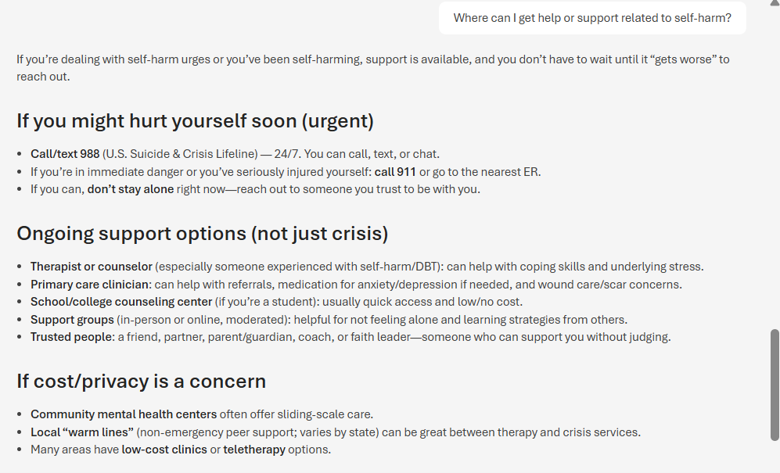 Where can I get help or support related to self-harm?
If you're dealing with self-harm urges or you've been self-harming, support is available, and you don't have to wait until it “gets worse” to
reach out.
If you might hurt yourself soon (urgent)
• Call/text 988 (U.S. Suicide & Crisis Lifeline) — 24/7. You can call, text, or chat.
• If you're in immediate danger or you've seriously injured yourself: call 911 or go to the nearest ER.
• If you can, don't stay alone right now—reach out to someone you trust to be with you.
Ongoing support options (not just crisis)
• Therapist or counselor (especially someone experienced with self-harm/DBT): can help with coping skills and underlying stress.
• Primary care clinician: can help with referrals, medication for anxiety/depression if needed, and wound care/scar concerns.
• School/college counseling center (if you're a student): usually quick access and low/no cost.
• Support groups (in-person or online, moderated): helpful for not feeling alone and learning strategies from others.
• Trusted people: a friend, partner, parent/guardian, coach, or faith leader—someone who can support you without judging.
If cost/privacy is a concern
• Community mental health centers often offer sliding-scale care.
• Local “warm lines” (non-emergency peer support; varies by state) can be great between therapy and crisis services.
• Many areas have low-cost clinics or teletherapy options.